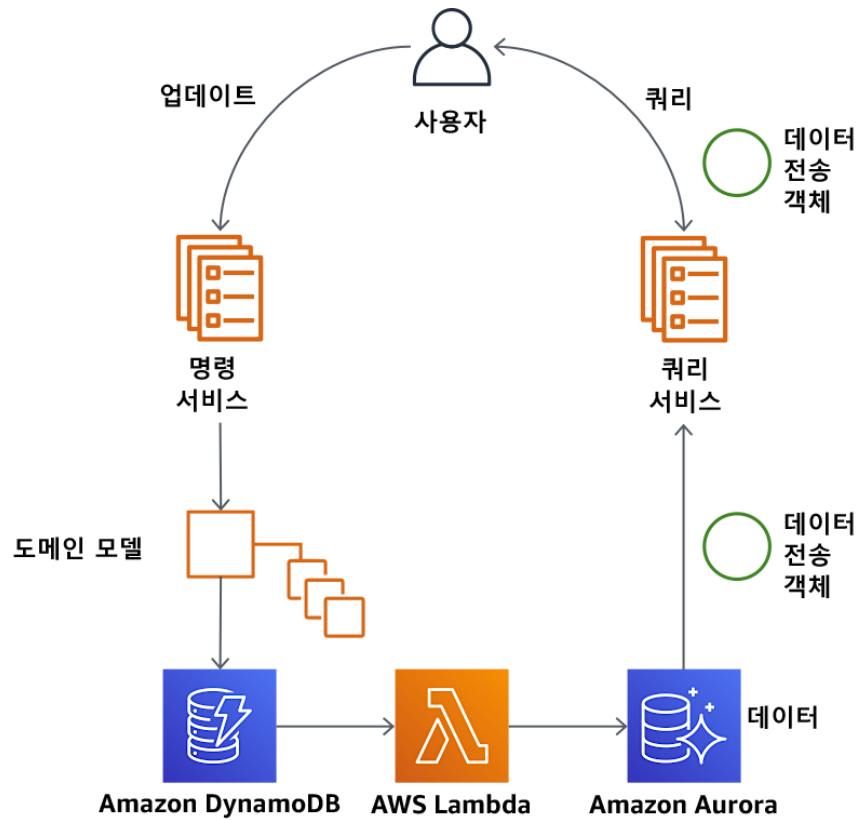 사용자
업데이트
쿼리
데이터
전송
객체
명령
서비스
쿼리
서비스
도메인 모델
데이터
전송
객체
데이터
Amazon DynamoDB
AWS Lambda
Amazon Aurora